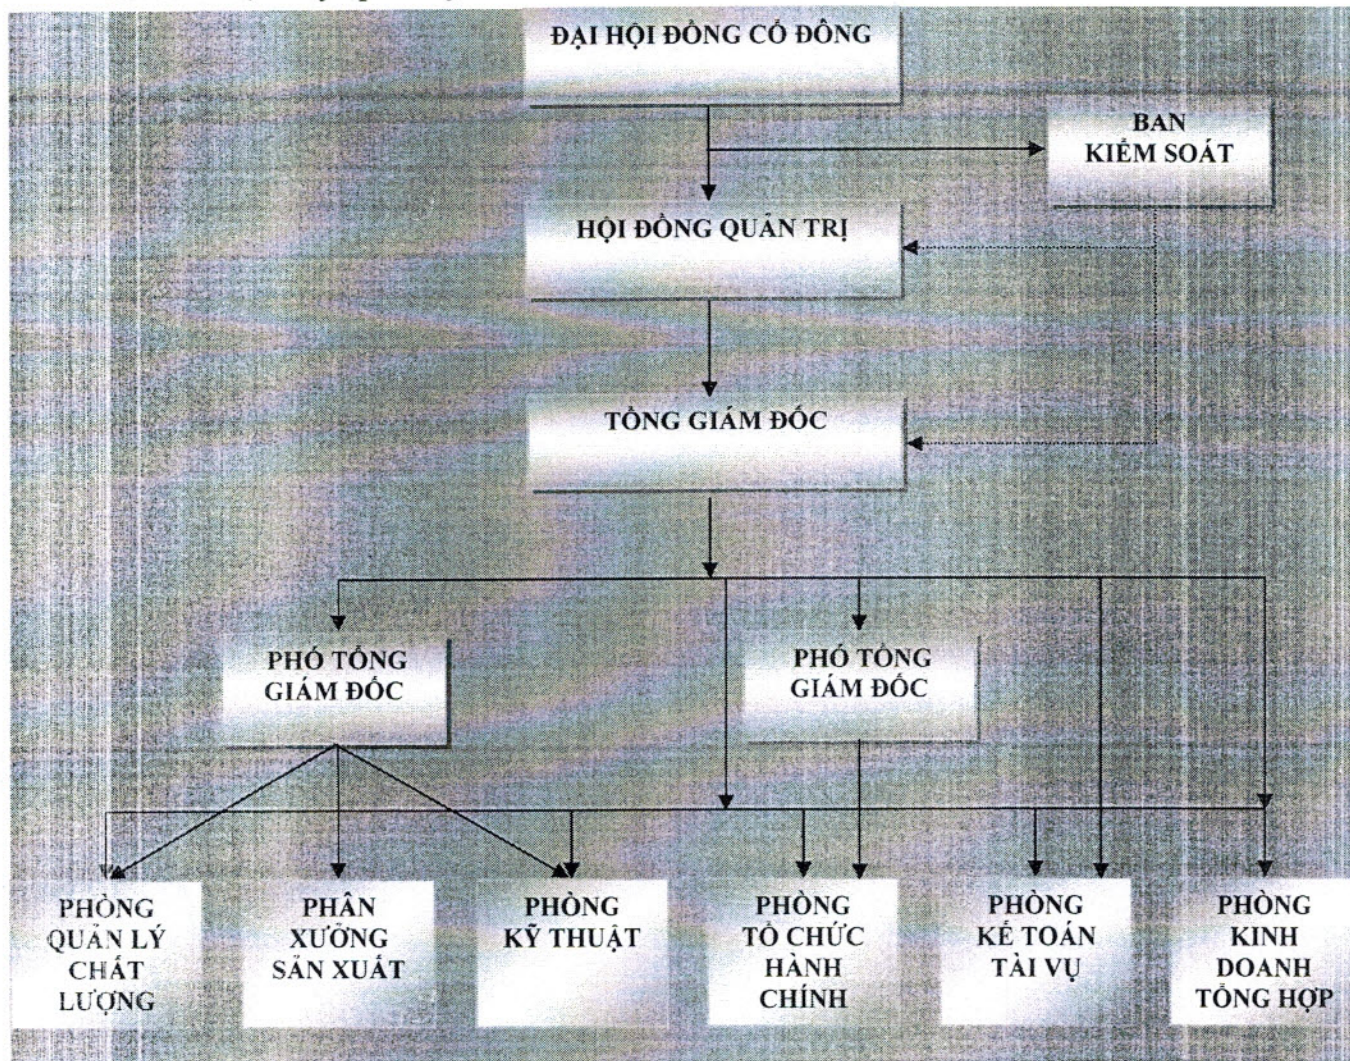 ĐẠI HỘI ĐỒNG CỔ ĐÔNG
BAN
KIỂM SOÁT
HỘI ĐỒNG QUẢN TRỊ
TỔNG GIÁM ĐỐC
PHÓ TỔNG
GIÁM ĐỐC
PHÓ TỔNG
GIÁM ĐỐC
PHÒNG
QUẢN LÝ
CHẤT
LƯỢNG
PHÂN
XƯỞNG
SẢN XUẤT
PHÒNG
KỸ THUẬT
PHÒNG
TỔ CHỨC
HÀNH
CHÍNH
PHÒNG
KẾ TOÁN
TÀI VỤ
PHÒNG
KINH
DOANH
TỔNG HỢP